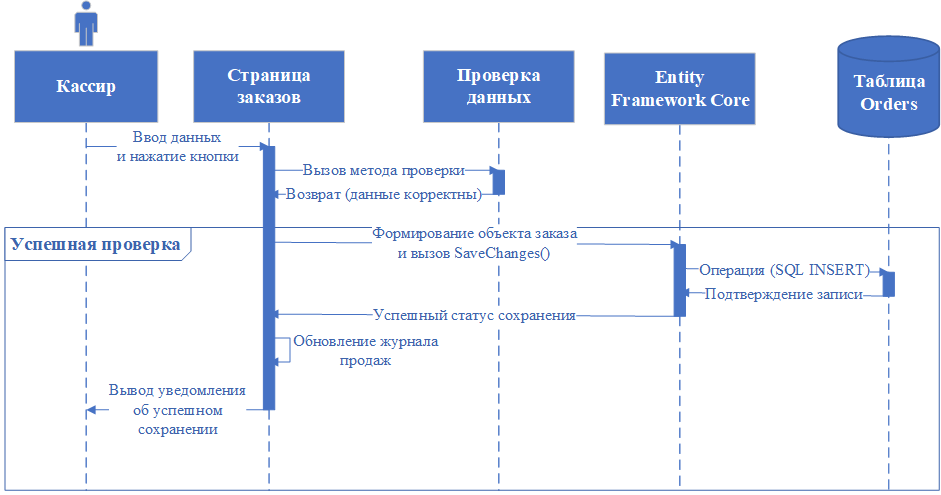 Кассир
Страница
заказов
Проверка
данных
Entity
Framework Core
Таблица
Orders
Ввод данных
и нажатие кнопки
Вызов метода проверки
Возврат (данные корректны)
Успешная проверка
Формирование объекта заказа
и вызов SaveChanges()
Операция (SQL INSERT)
Подтверждение записи
Успешный статус сохранения
Обновление журнала
продаж
Вывод уведомления
об успешном
сохранении